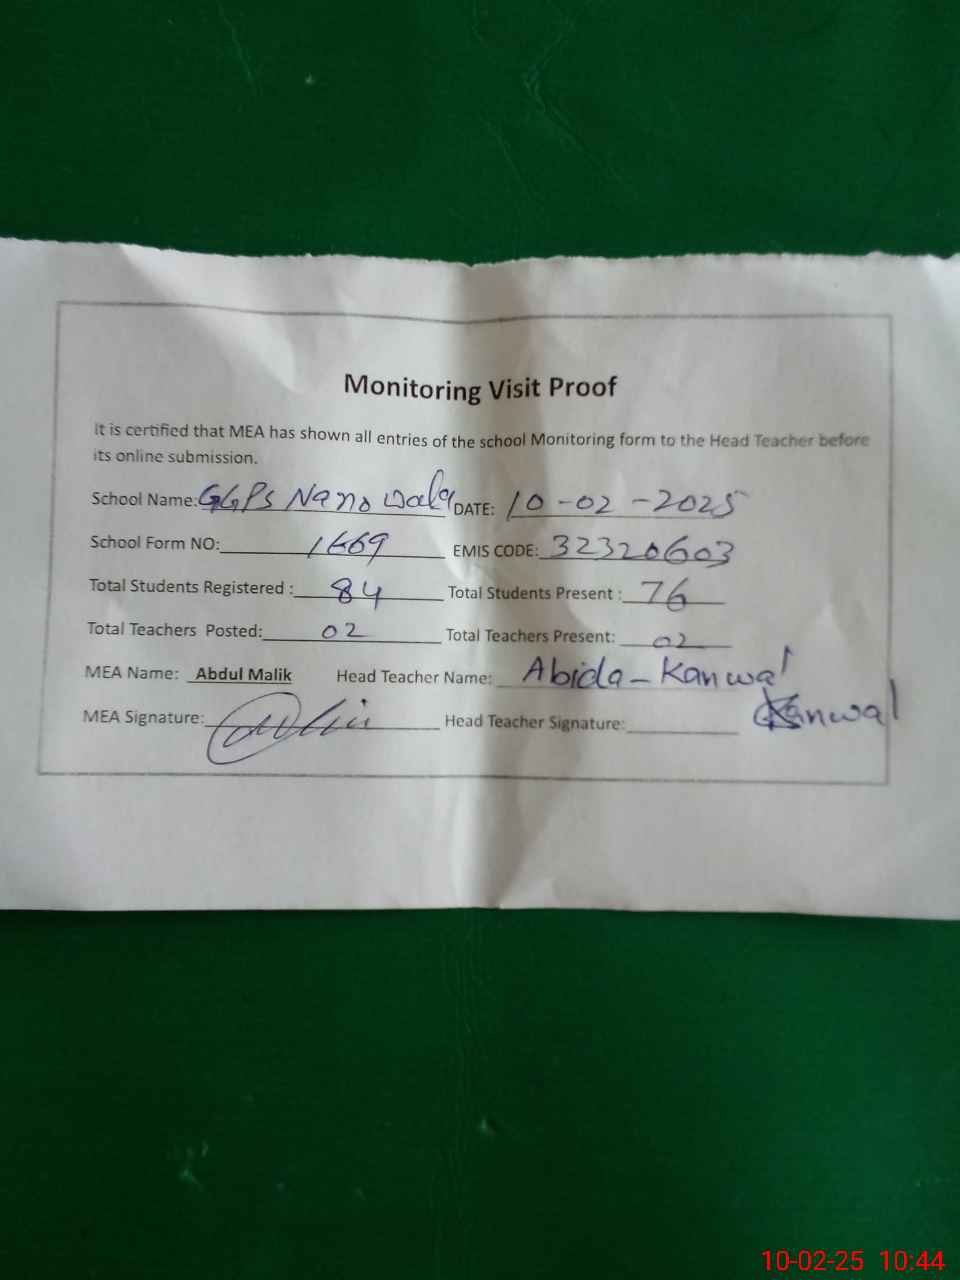 Monitoring Visit Proof
It is certified that MEA has shown all entries of the school Monitoring form to the Head Teacher before
its online submission.
School Name: GGPS Nanowala DATE: 10-02-2025
School Form NO: 1669 EMIS CODE: 32320603
Total Students Registered : 84 Total Students Present : 76
Total Teachers Posted: 02 Total Teachers Present: 02
MEA Name: Abdul Malik Head Teacher Name: Abida-Kanwal
MEA Signature: Head Teacher Signature: Kanwal
10-02-25 10:44